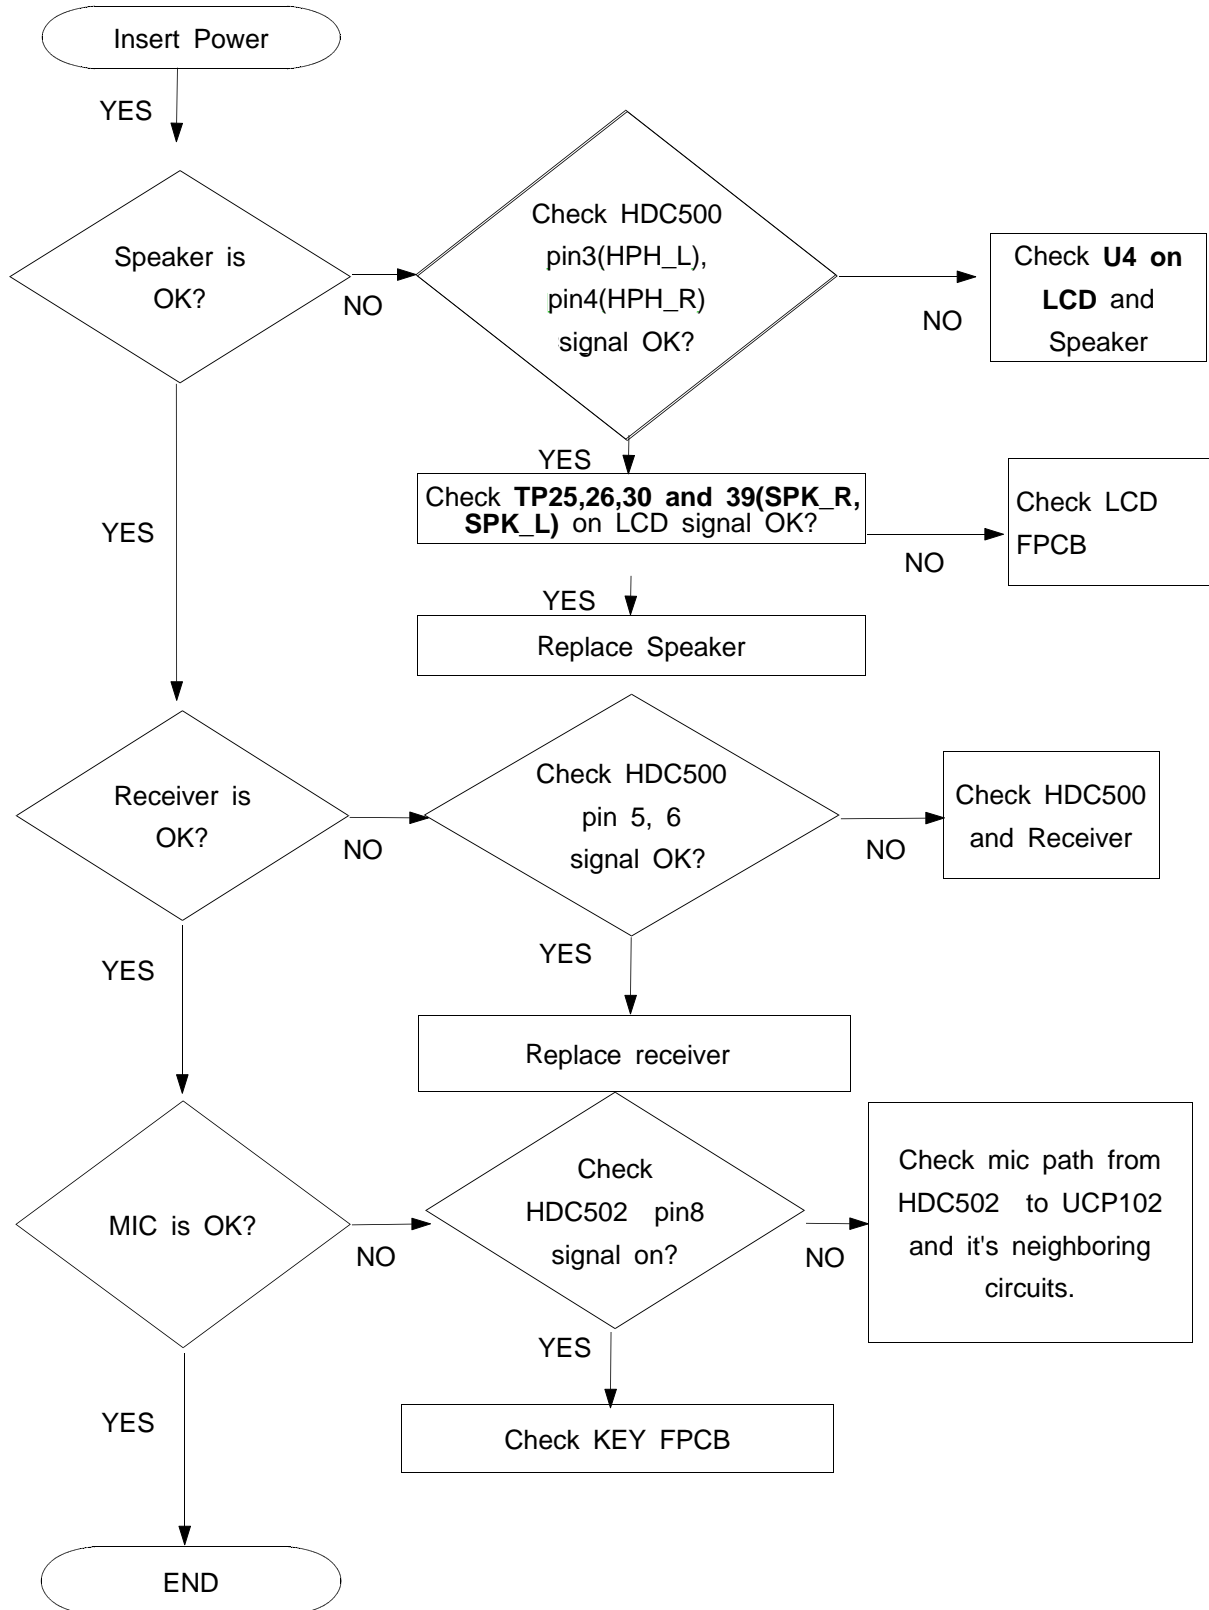 Insert Power
YES
Speaker is
OK?
NO
Check HDC500
pin3(HPH_L),
pin4(HPH_R)
signal OK?
NO
Check U4 on
LCD and
Speaker
YES
Check TP25,26,30 and 39(SPK_R,
SPK_L) on LCD signal OK?
NO
Check LCD
FPCB
YES
Replace Speaker
YES
Receiver is
OK?
NO
Check HDC500
pin 5, 6
signal OK?
NO
Check HDC500
and Receiver
YES
Replace receiver
YES
MIC is OK?
NO
Check
HDC502 pin8
signal on?
NO
Check mic path from
HDC502 to UCP102
and it's neighboring
circuits.
YES
Check KEY FPCB
YES
END